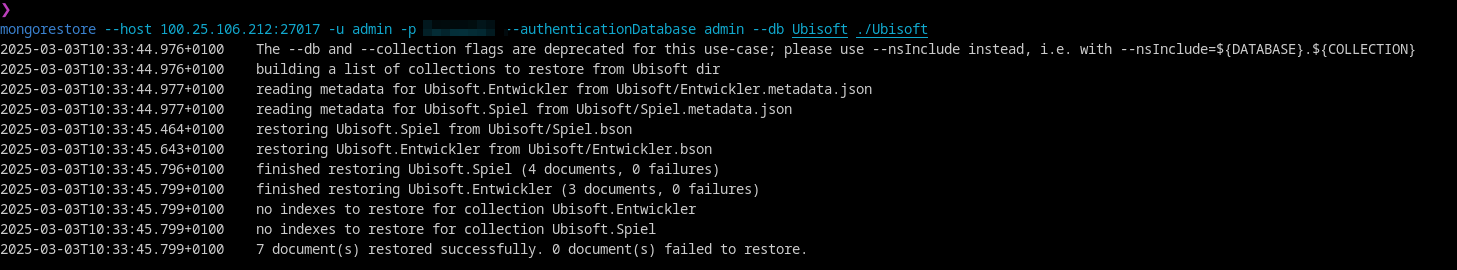 ❯
mongorestore --host 100.25.106.212:27017 -u admin -p --authenticationDatabase admin --db Ubisoft ./Ubisoft
2025-03-03T10:33:44.976+0100 The --db and --collection flags are deprecated for this use-case; please use --nsInclude instead, i.e. with --nsInclude=${DATABASE}.${COLLECTION}
2025-03-03T10:33:44.976+0100 building a list of collections to restore from Ubisoft dir
2025-03-03T10:33:44.977+0100 reading metadata for Ubisoft.Entwickler from Ubisoft/Entwickler.metadata.json
2025-03-03T10:33:44.977+0100 reading metadata for Ubisoft.Spiel from Ubisoft/Spiel.metadata.json
2025-03-03T10:33:45.464+0100 restoring Ubisoft.Spiel from Ubisoft/Spiel.bson
2025-03-03T10:33:45.643+0100 restoring Ubisoft.Entwickler from Ubisoft/Entwickler.bson
2025-03-03T10:33:45.796+0100 finished restoring Ubisoft.Spiel (4 documents, 0 failures)
2025-03-03T10:33:45.799+0100 finished restoring Ubisoft.Entwickler (3 documents, 0 failures)
2025-03-03T10:33:45.799+0100 no indexes to restore for collection Ubisoft.Entwickler
2025-03-03T10:33:45.799+0100 no indexes to restore for collection Ubisoft.Spiel
2025-03-03T10:33:45.799+0100 7 document(s) restored successfully. 0 document(s) failed to restore.